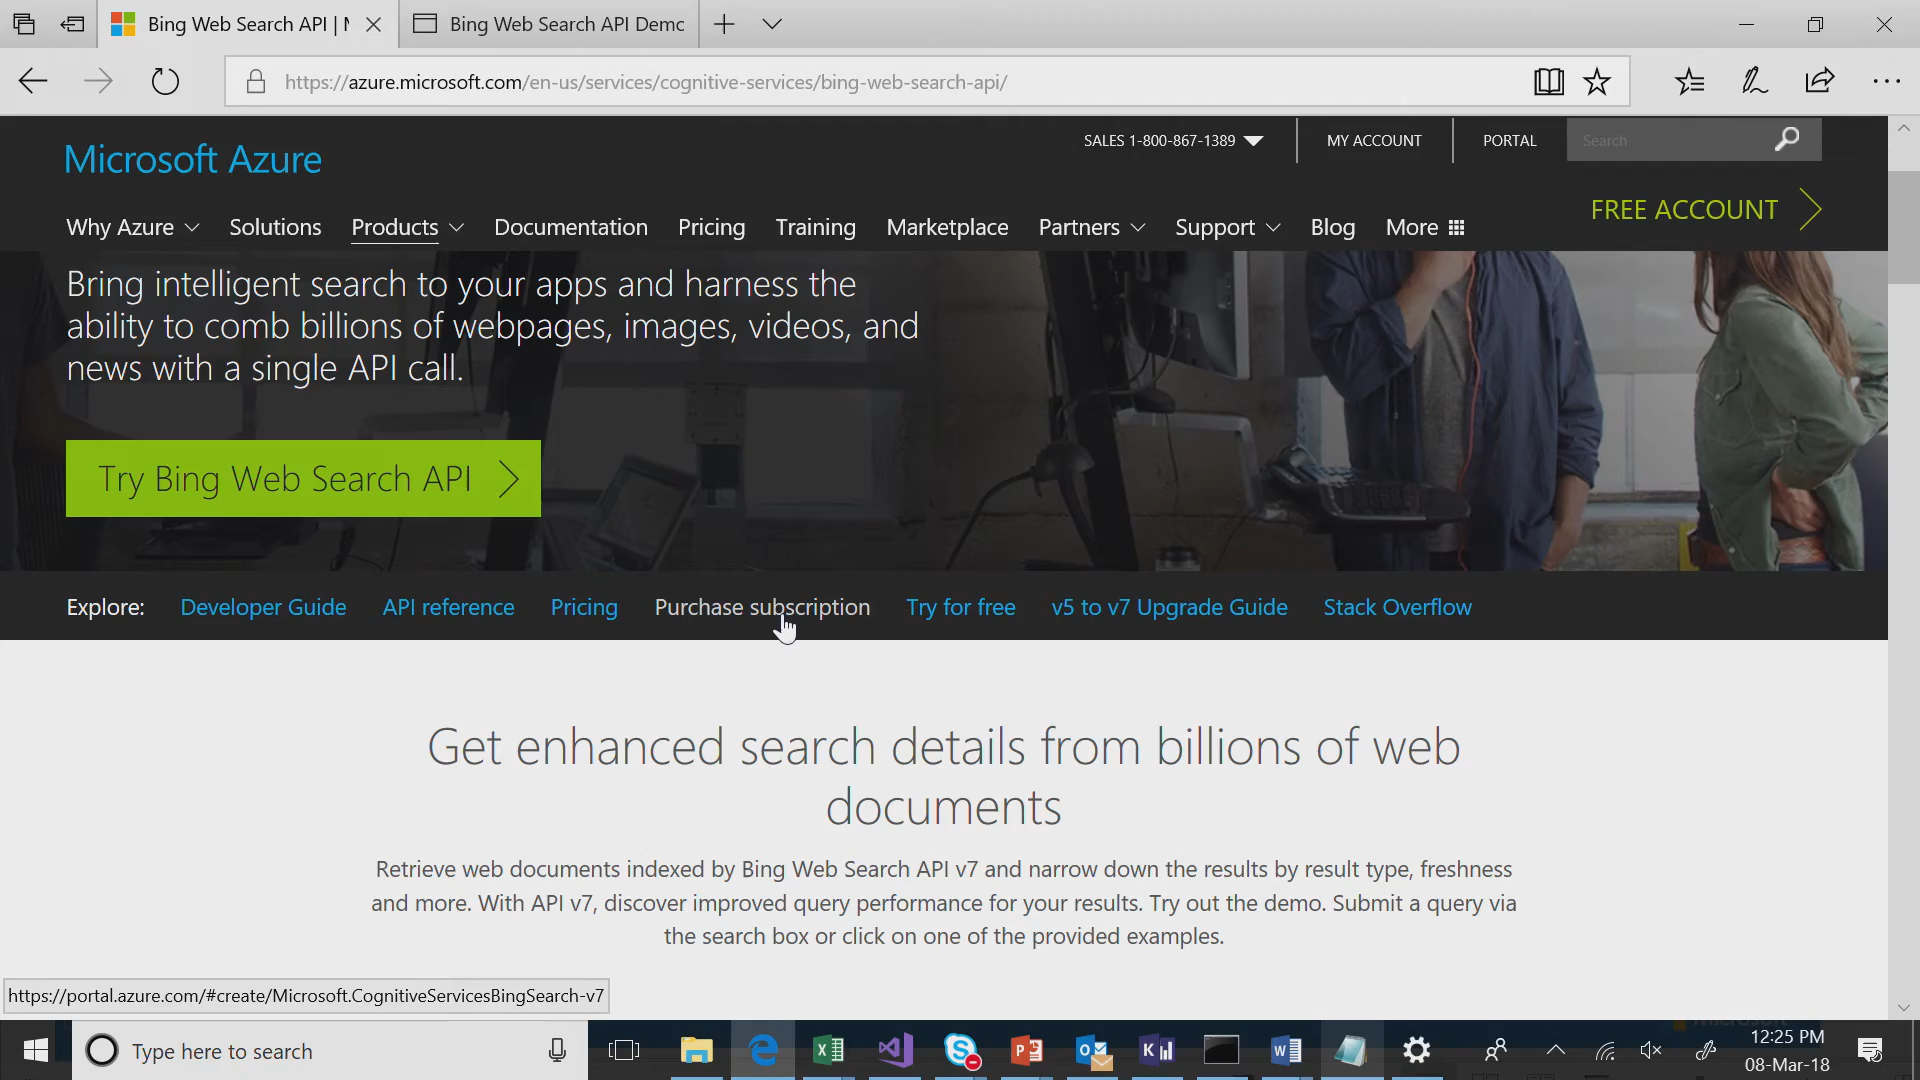 Bing Web Search API | M
Bing Web Search API Demo
https://azure.microsoft.com/en-us/services/cognitive-services/bing-web-search-api/
SALES 1-800-867-1389
MY ACCOUNT
PORTAL
Search
Microsoft Azure
FREE ACCOUNT
Why Azure Solutions Products Documentation Pricing Training Marketplace Partners Support Blog More
Bring intelligent search to your apps and harness the
ability to comb billions of webpages, images, videos, and
news with a single API call.
Try Bing Web Search API
Explore: Developer Guide API reference Pricing Purchase subscription Try for free v5 to v7 Upgrade Guide Stack Overflow
Get enhanced search details from billions of web
documents
Retrieve web documents indexed by Bing Web Search API v7 and narrow down the results by result type, freshness
and more. With API v7, discover improved query performance for your results. Try out the demo. Submit a query via
the search box or click on one of the provided examples.
https://portal.azure.com/#create/Microsoft.CognitiveServicesBingSearch-v7
Type here to search
12:25 PM
08-Mar-18